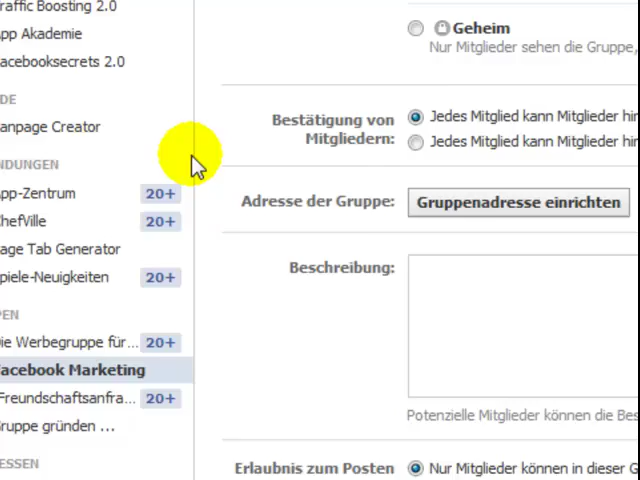 raffic Boosting 2.0
pp Akademie
acebooksecrets 2.0
DE
anpage Creator
NDUNGEN
pp-Zentrum 20+
hefVille 20+
age Tab Generator
piele-Neuigkeiten 20+
PEN
ie Werbegruppe für... 20+
acebook Marketing
Freundschaftsanfra... 20+
ruppe gründen ...
ESSEN
Geheim
Nur Mitglieder sehen die Gruppe,
Bestätigung von
Mitgliedern:
Jedes Mitglied kann Mitglieder hin
Jedes Mitglied kann Mitglieder hin
Adresse der Gruppe: Gruppenadresse einrichten
Beschreibung:
Potenzielle Mitglieder können die Bes
Erlaubnis zum Posten Nur Mitglieder können in dieser G